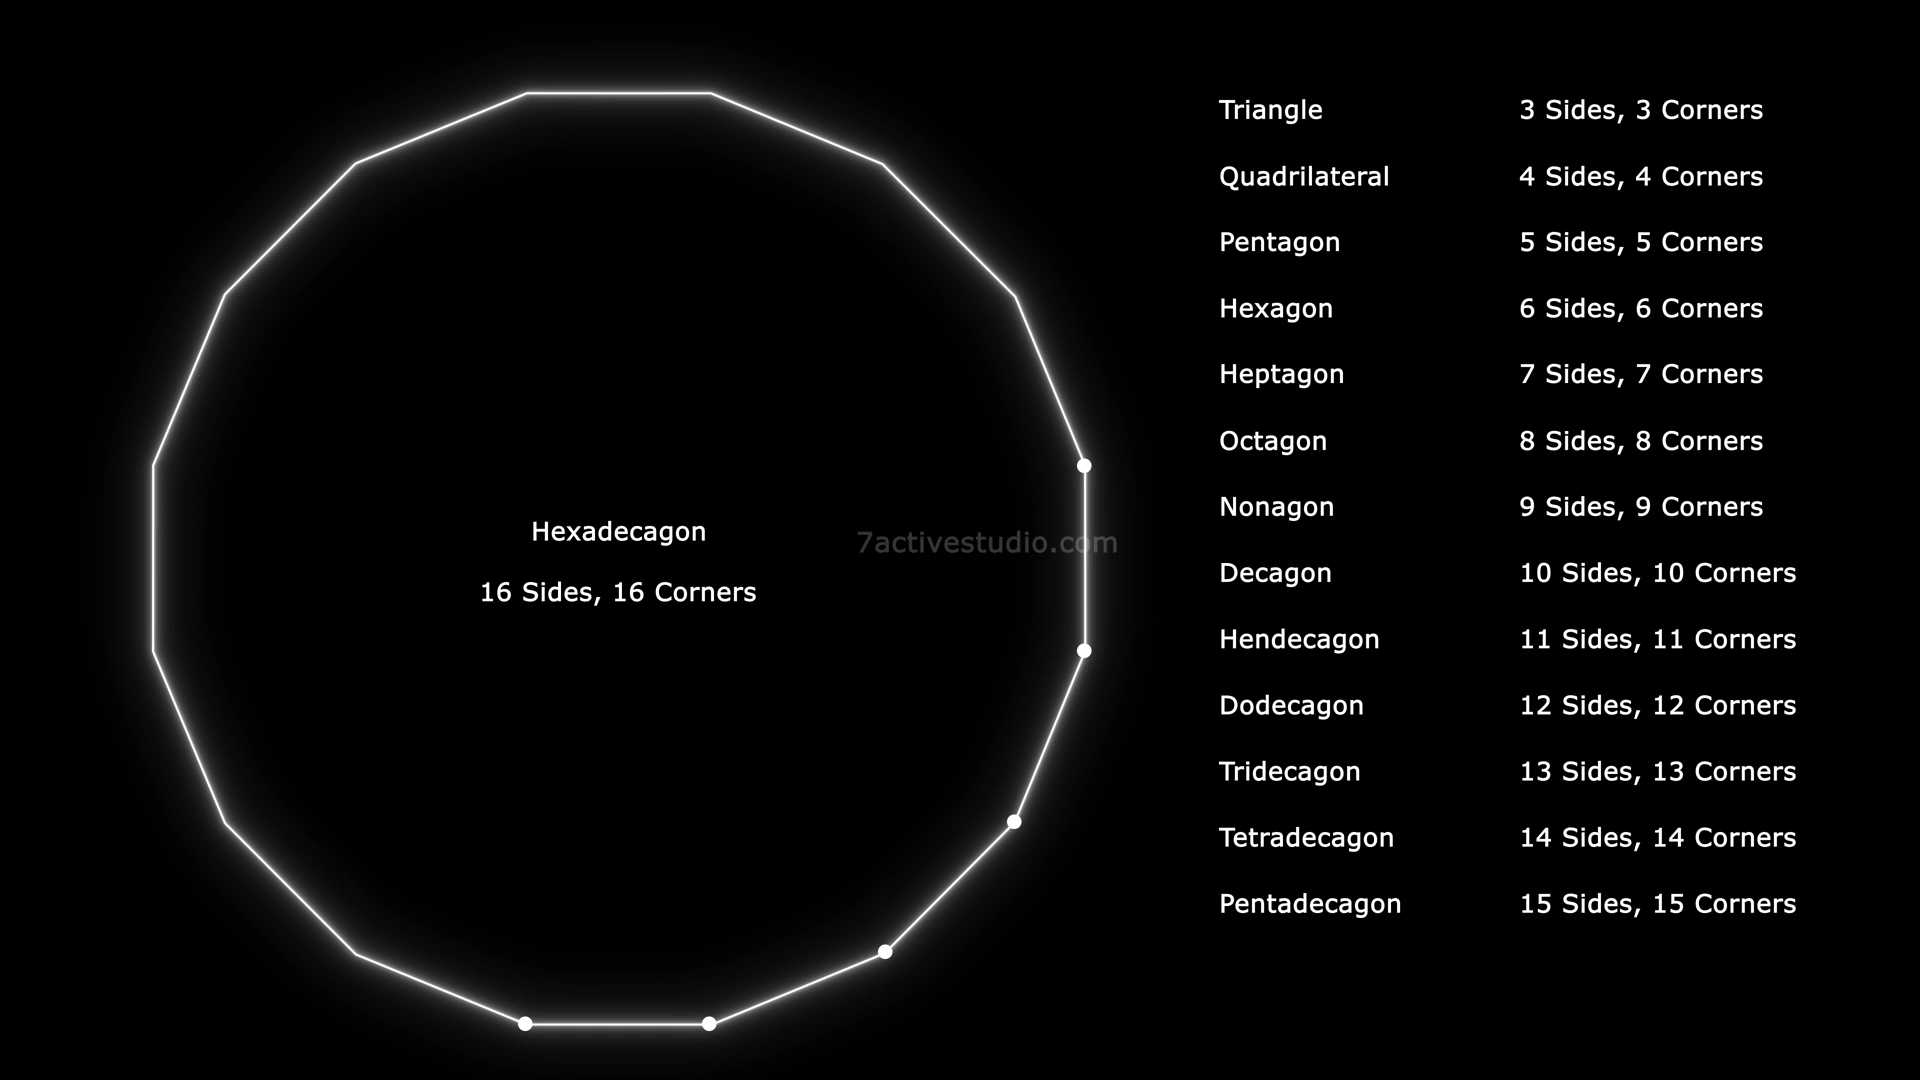 Hexadecagon
16 Sides, 16 Corners
7activestudio.com
Triangle 3 Sides, 3 Corners
Quadrilateral 4 Sides, 4 Corners
Pentagon 5 Sides, 5 Corners
Hexagon 6 Sides, 6 Corners
Heptagon 7 Sides, 7 Corners
Octagon 8 Sides, 8 Corners
Nonagon 9 Sides, 9 Corners
Decagon 10 Sides, 10 Corners
Hendecagon 11 Sides, 11 Corners
Dodecagon 12 Sides, 12 Corners
Tridecagon 13 Sides, 13 Corners
Tetradecagon 14 Sides, 14 Corners
Pentadecagon 15 Sides, 15 Corners